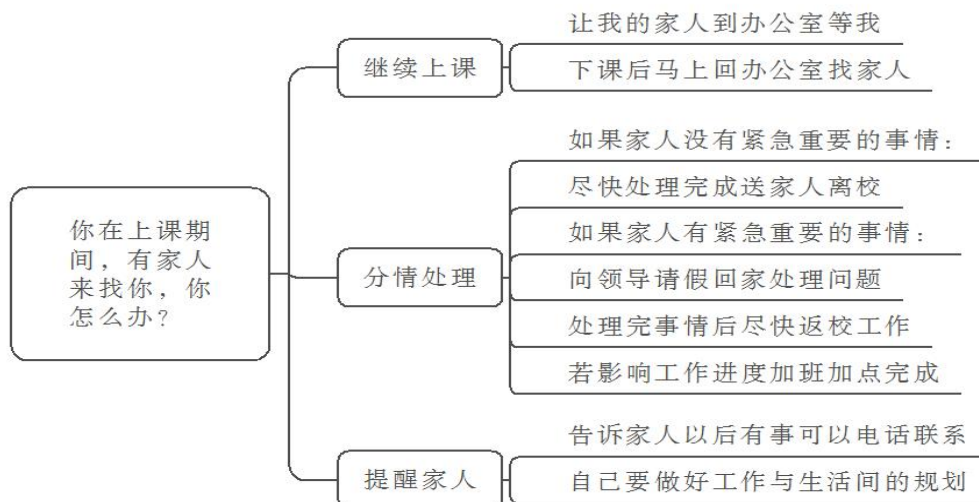 你在上课期
间，有家人
来找你，你
怎么办？
继续上课
让我的家人到办公室等我
下课后马上回办公室找家人
分情处理
如果家人没有紧急重要的事情：
尽快处理完成送家人离校
如果家人有紧急重要的事情：
向领导请假回家处理问题
处理完事情后尽快返校工作
若影响工作进度加班加点完成
提醒家人
告诉家人以后有事可以电话联系
自己要做好工作与生活间的规划